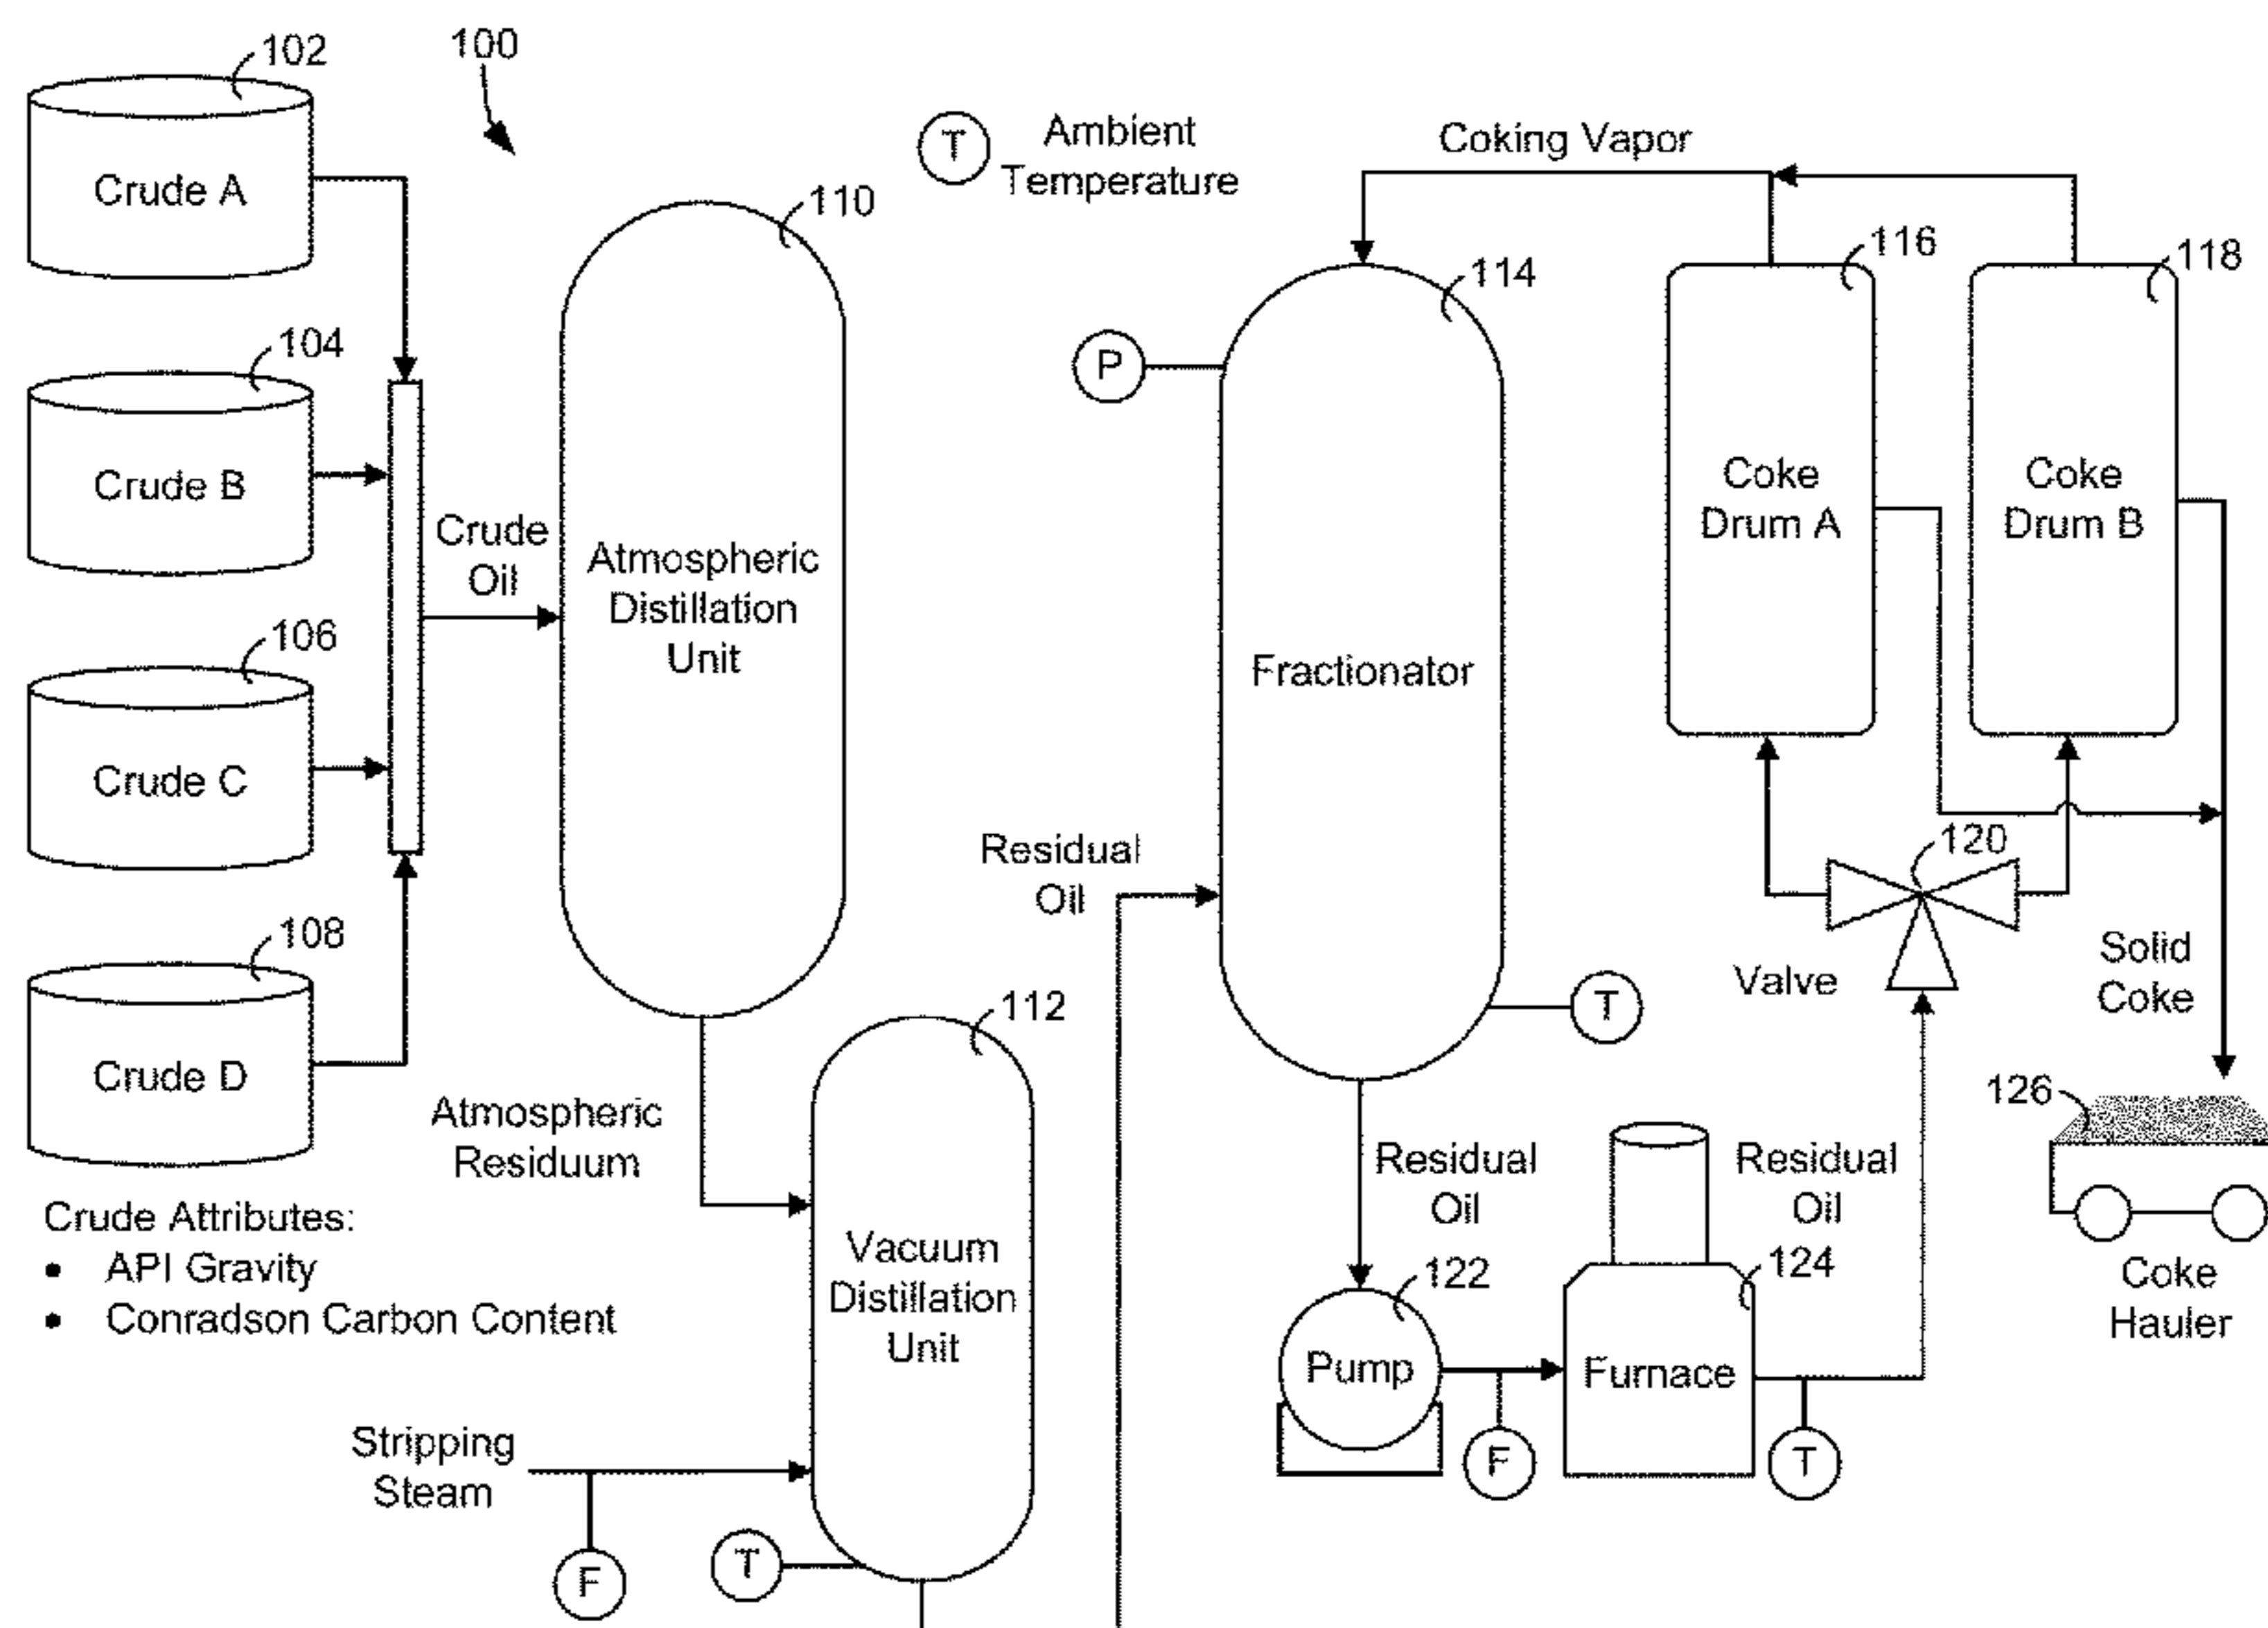 102
100
Crude A
T
Ambient
Temperature
Coking Vapor
110
116
118
114
104
P
Crude B
Crude
Oil
Atmospheric
Distillation
Unit
Coke
Drum A
Coke
Drum B
106
Fractionator
Crude C
Residual
Oil
120
108
Valve
Solid
Coke
112
T
Crude D
Atmospheric
Residuum
126
Residual
Oil
Residual
Oil
Crude Attributes:
• API Gravity
• Conradson Carbon Content
Vacuum
Distillation
Unit
122
124
Coke
Hauler
Pump
Furnace
Stripping
Steam
F
T
F
T